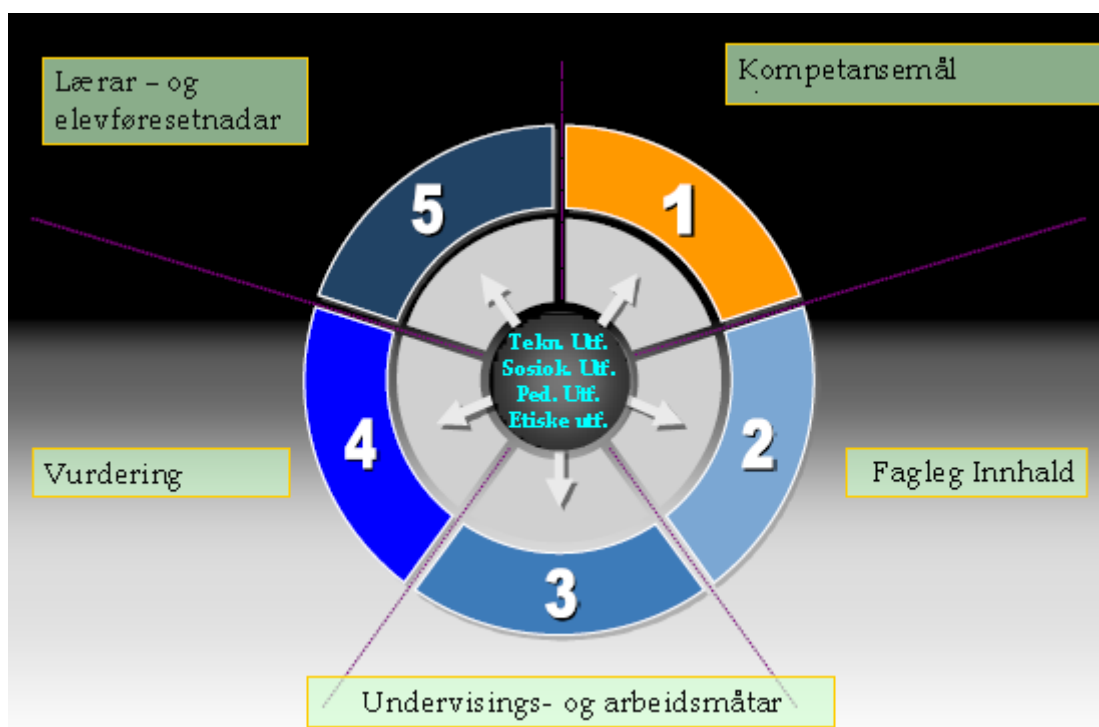 Lærar – og
elevføresetnadar
Kompetansemål
5
1
Tekn. Utf.
Sosiok. Utf.
Ped. Utf.
Etiske utf.
4
2
Vurdering
Fagleg Innhald
3
Undervisings- og arbeidsmåtar